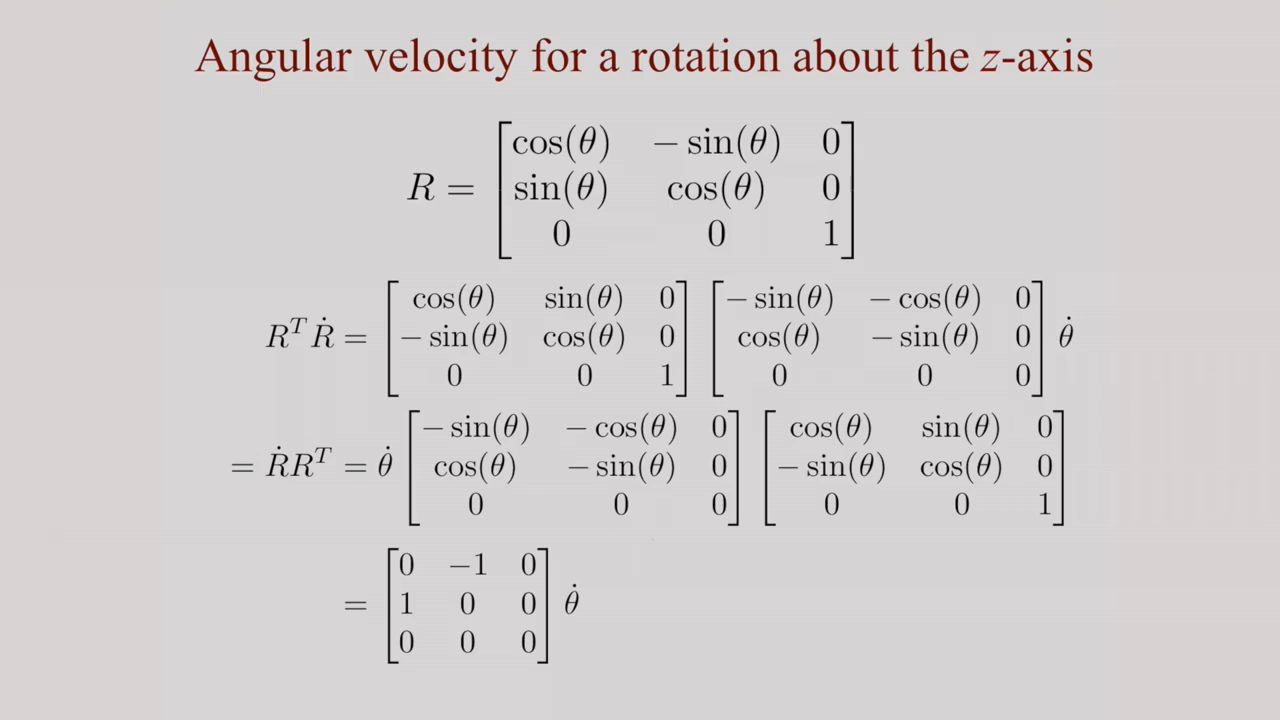 Angular velocity for a rotation about the z-axis
R = [cos(θ) − sin(θ) 0
sin(θ) cos(θ) 0
0 0 1]
R^T Ṙ = [cos(θ) sin(θ) 0
− sin(θ) cos(θ) 0
0 0 1] [− sin(θ) − cos(θ) 0
cos(θ) − sin(θ) 0
0 0 0] θ̇
= ṘR^T = θ̇ [− sin(θ) − cos(θ) 0
cos(θ) − sin(θ) 0
0 0 0] [cos(θ) sin(θ) 0
− sin(θ) cos(θ) 0
0 0 1]
= [0 −1 0
1 0 0
0 0 0] θ̇